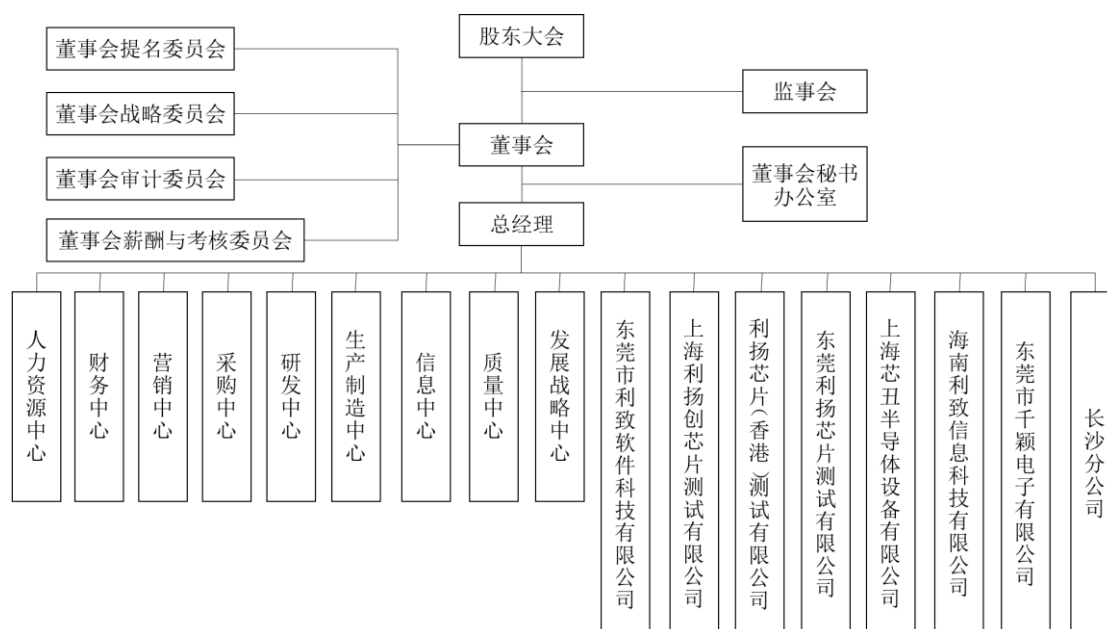 股东大会
董事会提名委员会
监事会
董事会战略委员会
董事会
董事会审计委员会
董事会秘书
办公室
总经理
董事会薪酬与考核委员会
人力资源中心
财务中心
营销中心
采购中心
研发中心
生产制造中心
信息中心
质量中心
发展战略中心
东莞市利致软件科技有限公司
上海利扬创芯片测试有限公司
利扬芯片(香港)测试有限公司
东莞利扬芯片测试有限公司
上海芯丑半导体设备有限公司
海南利致信息科技有限公司
东莞市千颖电子有限公司
长沙分公司